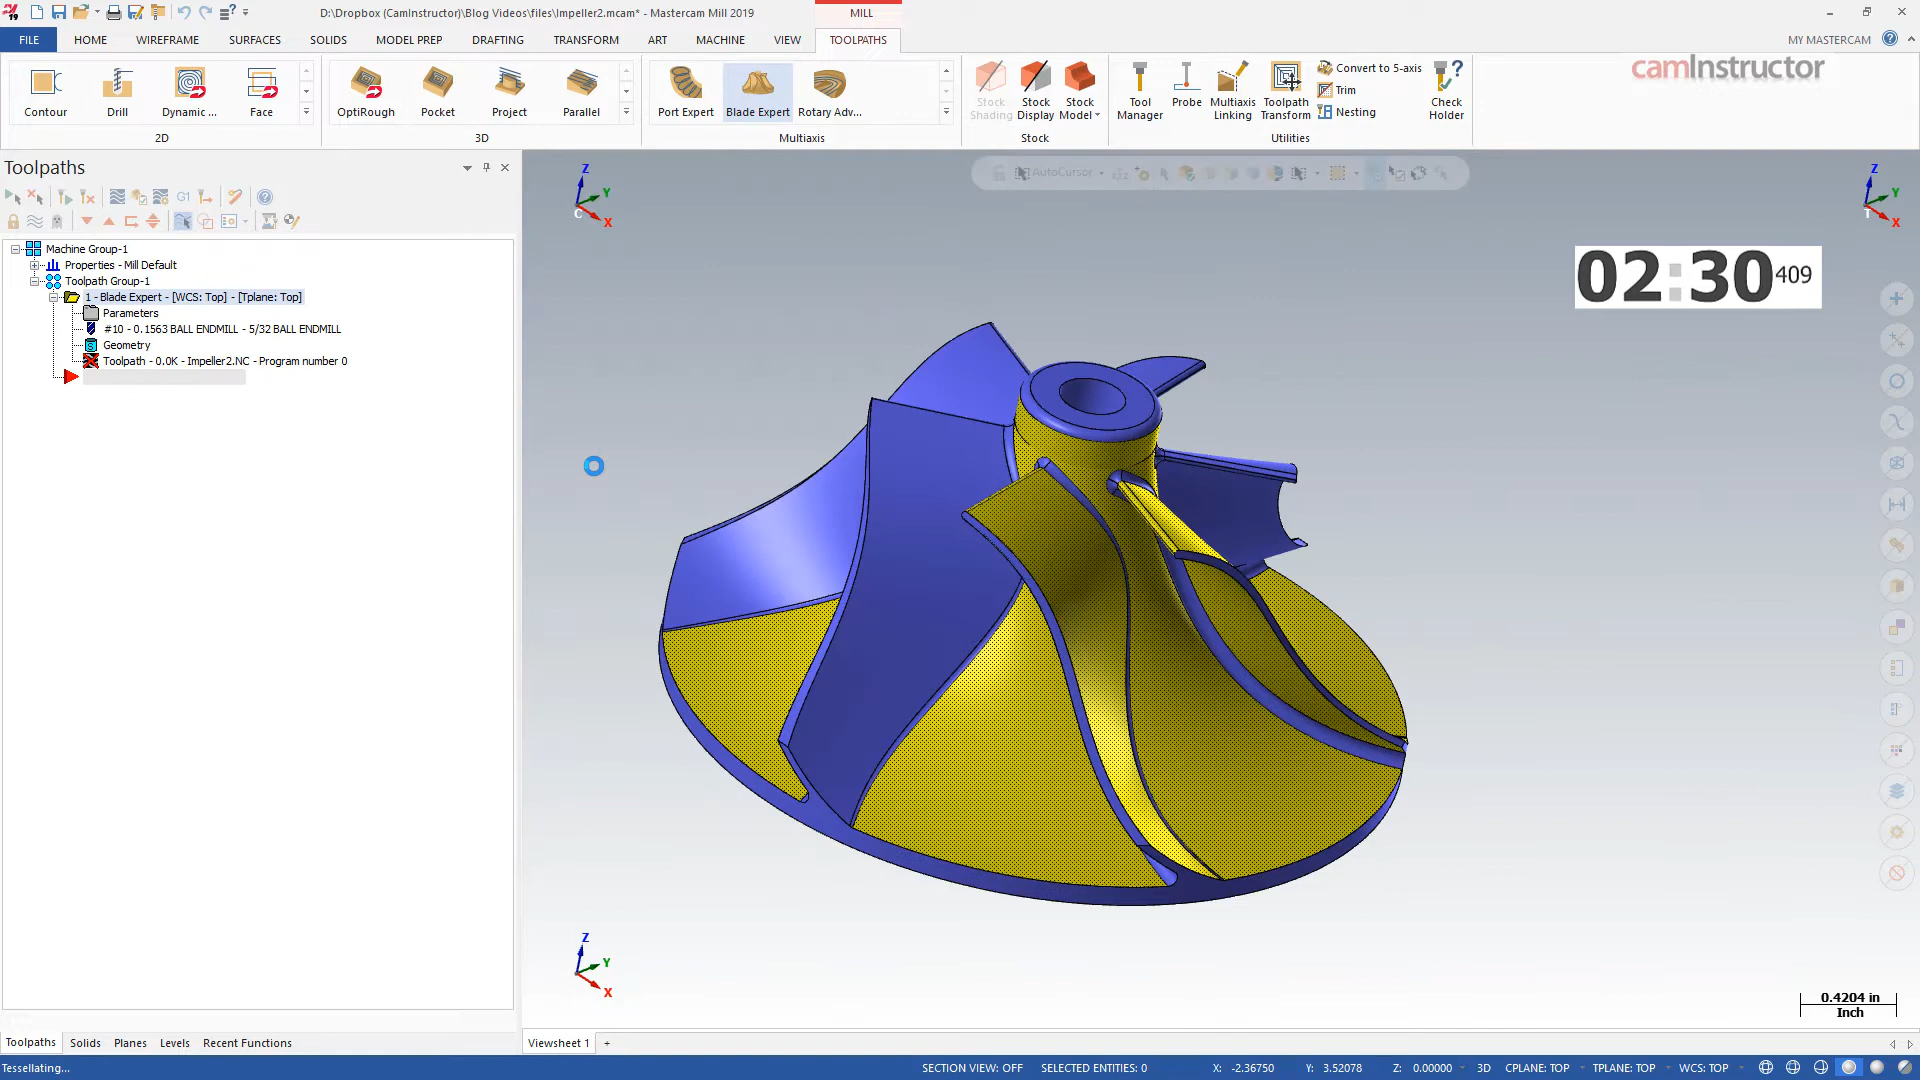 D:\Dropbox (CamInstructor)\Blog Videos\files\Impeller2.mcam* - Mastercam Mill 2019
MILL
FILE HOME WIREFRAME SURFACES SOLIDS MODEL PREP DRAFTING TRANSFORM ART MACHINE VIEW TOOLPATHS
MY MASTERCAM
Contour Drill Dynamic ... Face
2D
OptiRough Pocket Project Parallel
3D
Port Expert Blade Expert Rotary Adv...
Multiaxis
Stock Shading
Stock Display
Stock Model
Stock
Tool Manager
Probe
Multiaxis Linking
Toolpath Transform
Convert to 5-axis
Trim
Nesting
Check Holder
Utilities
camInstructor
Toolpaths
G1
AutoCursor
Machine Group-1
Properties - Mill Default
Toolpath Group-1
1 - Blade Expert - [WCS: Top] - [Tplane: Top]
Parameters
#10 - 0.1563 BALL ENDMILL - 5/32 BALL ENDMILL
Geometry
Toolpath - 0.0K - Impeller2.NC - Program number 0
Z
Y
X
C
Z
Y
X
T
02:30409
Z
Y
X
0.4204 in
Inch
Toolpaths Solids Planes Levels Recent Functions
Viewsheet 1 +
Tessellating...
SECTION VIEW: OFF SELECTED ENTITIES: 0 X: -2.36750 Y: 3.52078 Z: 0.00000 3D CPLANE: TOP TPLANE: TOP WCS: TOP